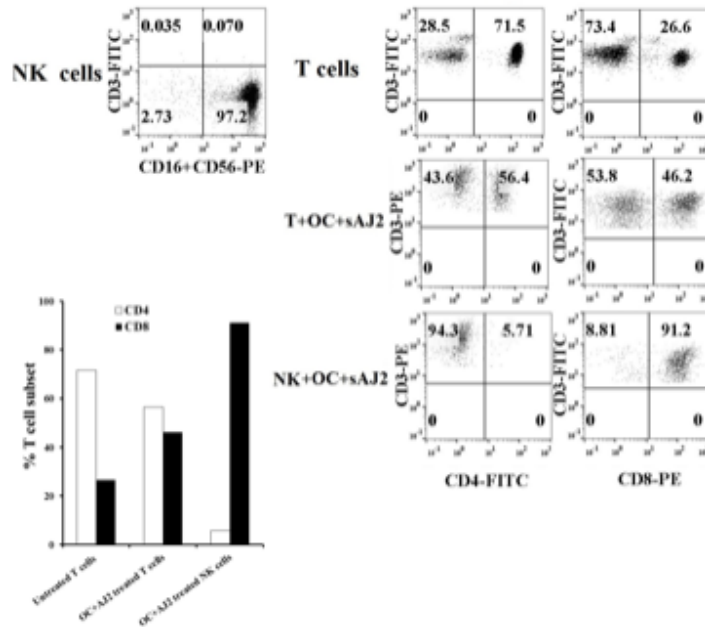 0.035 0.070
NK cells
CD3-FITC
2.73 97.2
CD16+CD56-PE
T cells
CD3-FITC
28.5 71.5
0 0
CD3-FITC
73.4 26.6
0 0
T+OC+sAJ2
CD3-PE
43.6 56.4
0 0
CD3-FITC
53.8 46.2
0 0
NK+OC+sAJ2
CD3-PE
94.3 5.71
0 0
CD3-FITC
8.81 91.2
0 0
CD4-FITC
CD8-PE
% T cell subset
100
80
60
40
20
0
CD4
CD8
Untreated T cells
OC+AJ2 treated T cells
OC+AJ2 treated NK cells